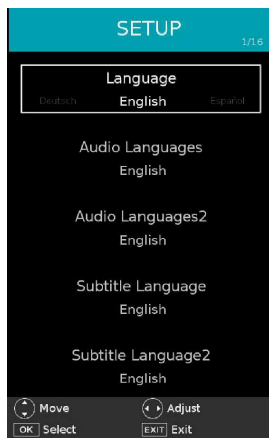 SETUP
1/16
Language
Deutsch English Español
Audio Languages
English
Audio Languages2
English
Subtitle Language
English
Subtitle Language2
English
Move Adjust
OK Select EXIT Exit